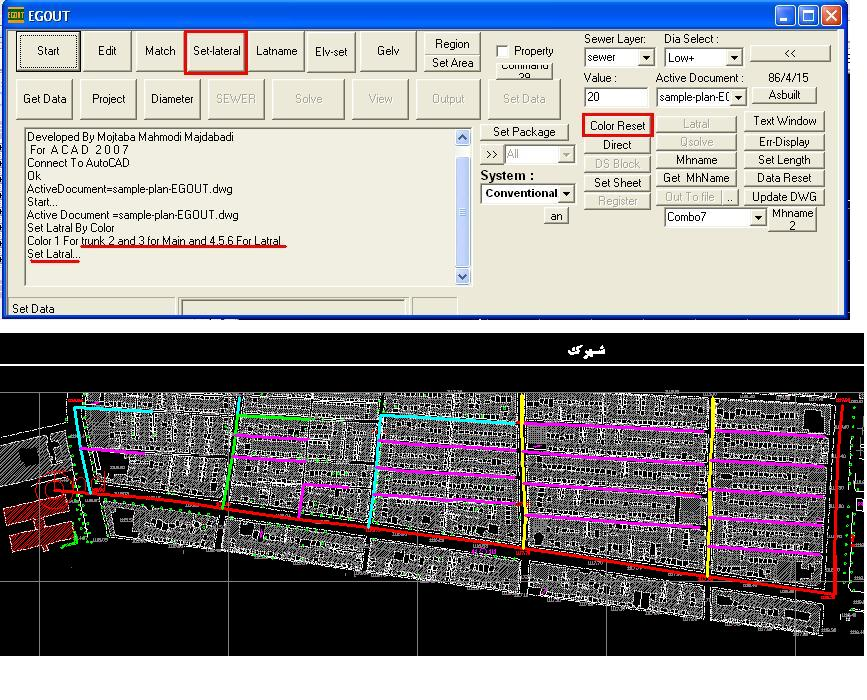 EGOUT
Start Edit Match Set-lateral Latname Elv-set Gelv
Region
Set Area
Property
Command
29
Sewer Layer:
sewer
Dia Select :
Low+
<<
Value :
20
Active Document :
sample-plan-EG
86/4/15
Asbuilt
Get Data Project Diameter SEWER Solve View Output Set Data
Developed By Mojtaba Mahmodi Majdabadi
For A C A D 2 0 0 7
Connect To AutoCAD
Ok
ActiveDocument=sample-plan-EGOUT.dwg
Start...
Active Document =sample-plan-EGOUT.dwg
Set Latral By Color
Color 1 For trunk 2 and 3 for Main and 4.5.6 For Latral
Set Latral...
Set Package
>> All
System :
Conventional
an
Color Reset Latral Text Window
Direct Qsolve Err-Display
DS Block Mhname Set Length
Set Sheet Get MhName Data Reset
Register Out To file .. Update DWG
Combo7
Mhname
2
Set Data
شهرک